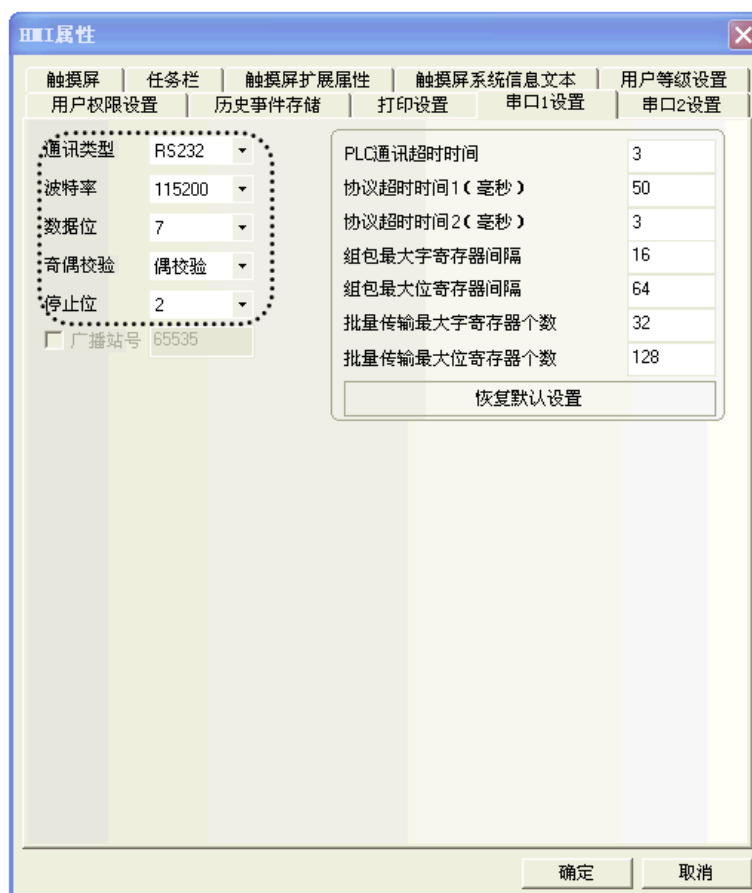 HMI属性
触摸屏 任务栏 触摸屏扩展属性 触摸屏系统信息文本 用户等级设置
用户权限设置 历史事件存储 打印设置 串口1设置 串口2设置
通讯类型 RS232
波特率 115200
数据位 7
奇偶校验 偶校验
停止位 2
广播站号 65535
PLC通讯超时时间 3
协议超时时间1(毫秒) 50
协议超时时间2(毫秒) 3
组包最大字寄存器间隔 16
组包最大位寄存器间隔 64
批量传输最大字寄存器个数 32
批量传输最大位寄存器个数 128
恢复默认设置
确定 取消